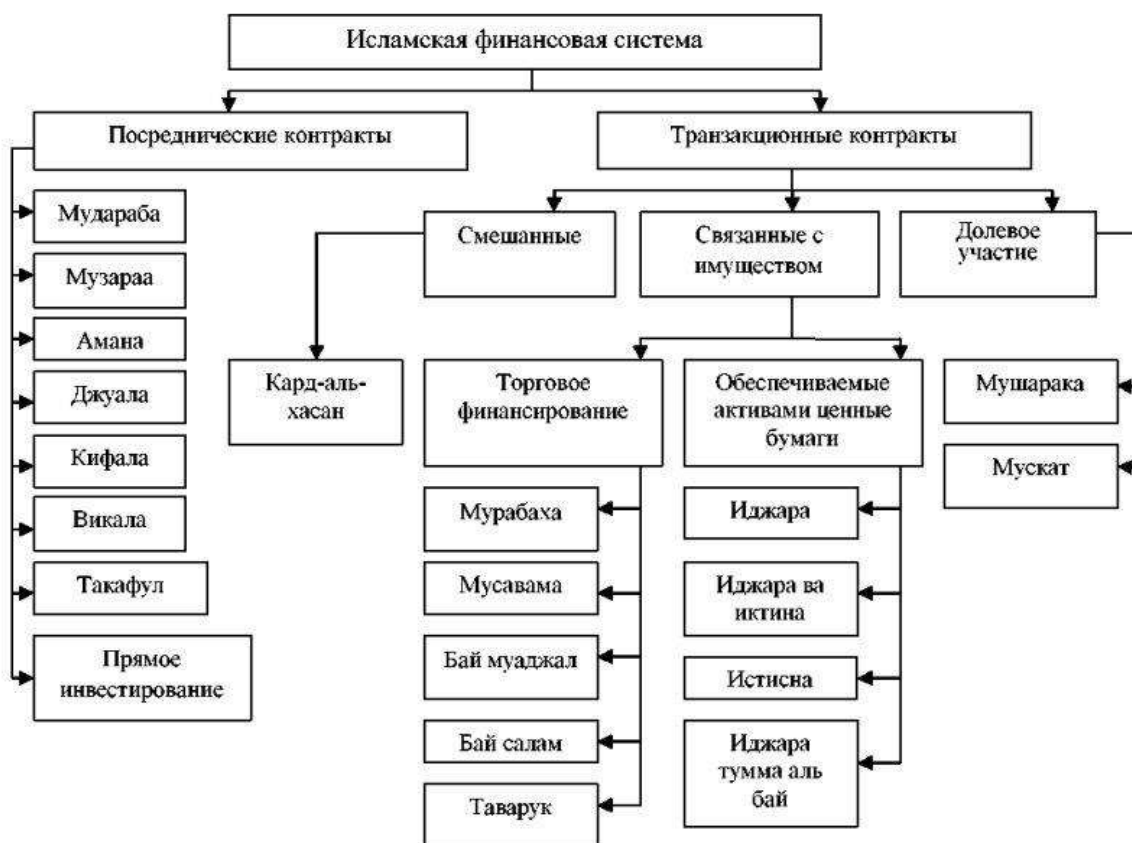 Исламская финансовая система
Посреднические контракты
Транзакционные контракты
Мудараба
Музараа
Амана
Джуала
Кифала
Викала
Такафул
Прямое
инвестирование
Смешанные
Связанные с
имуществом
Долевое
участие
Кард-аль-
хасан
Торговое
финансирование
Обеспечиваемые
активами ценные
бумаги
Мушарака
Мускат
Мурабаха
Мусавама
Бай муаджал
Бай салам
Таварук
Иджара
Иджара ва
иктина
Истисна
Иджара
тумма аль
бай